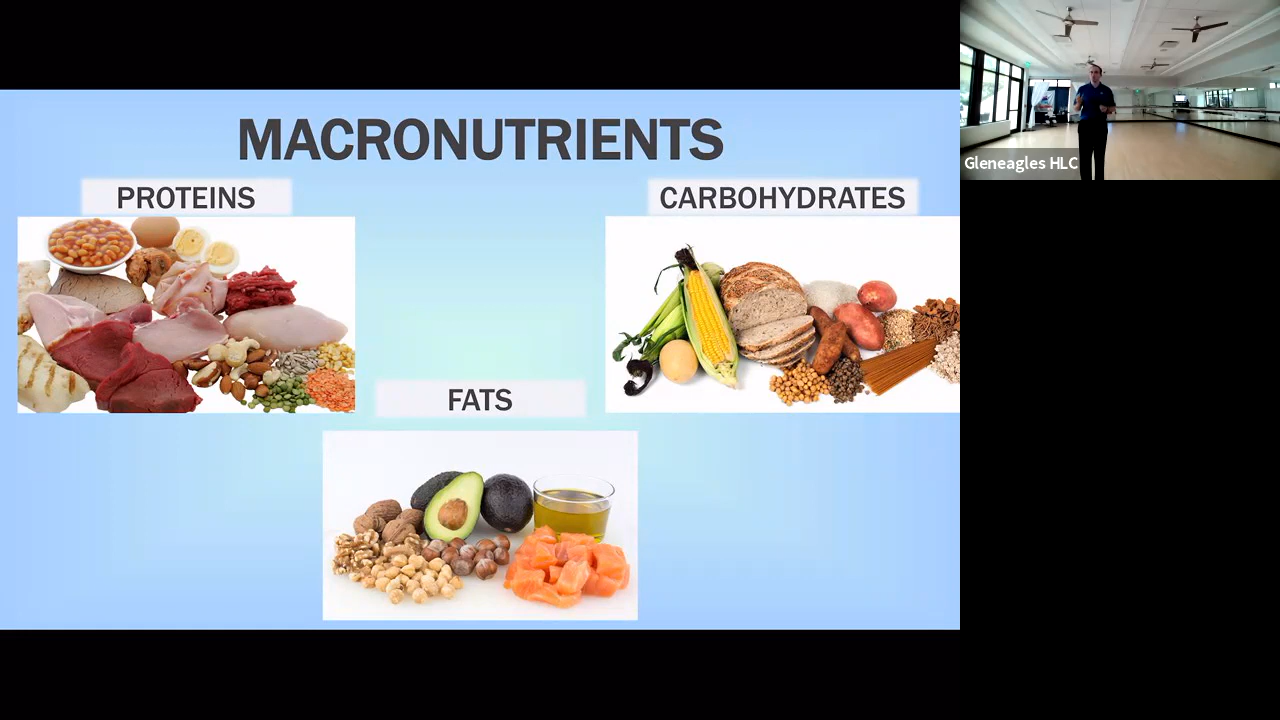 MACRONUTRIENTS
PROTEINS
CARBOHYDRATES
FATS
Gleneagles HLC